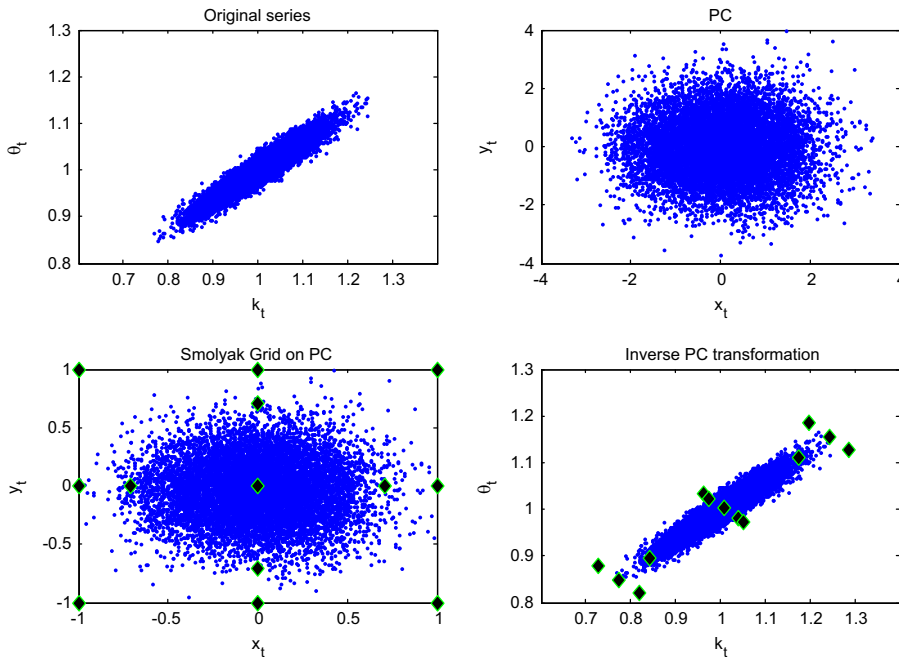 Original series
1.3
1.2
1.1
1
0.9
0.8
θt
0.7 0.8 0.9 1 1.1 1.2 1.3
kt
PC
4
2
0
-2
-4
yt
-4 -2 0 2 4
xt
Smolyak Grid on PC
1
0.5
0
-0.5
-1
yt
-1 -0.5 0 0.5 1
xt
Inverse PC transformation
1.3
1.2
1.1
1
0.9
0.8
θt
0.7 0.8 0.9 1 1.1 1.2 1.3
kt